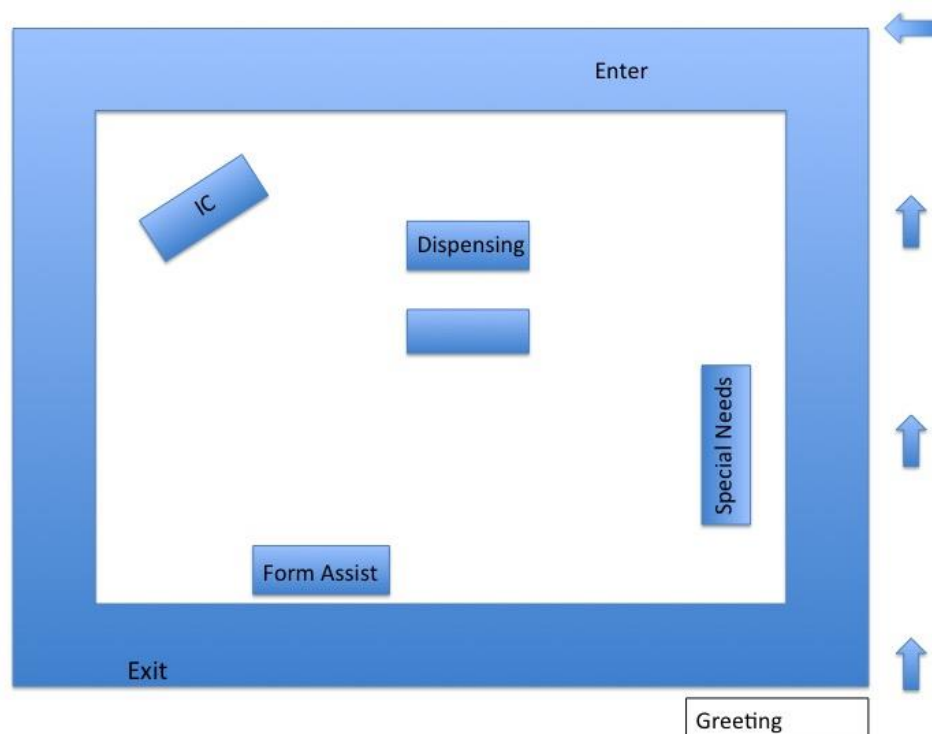 Enter
IC
Dispensing
Special Needs
Form Assist
Exit
Greeting